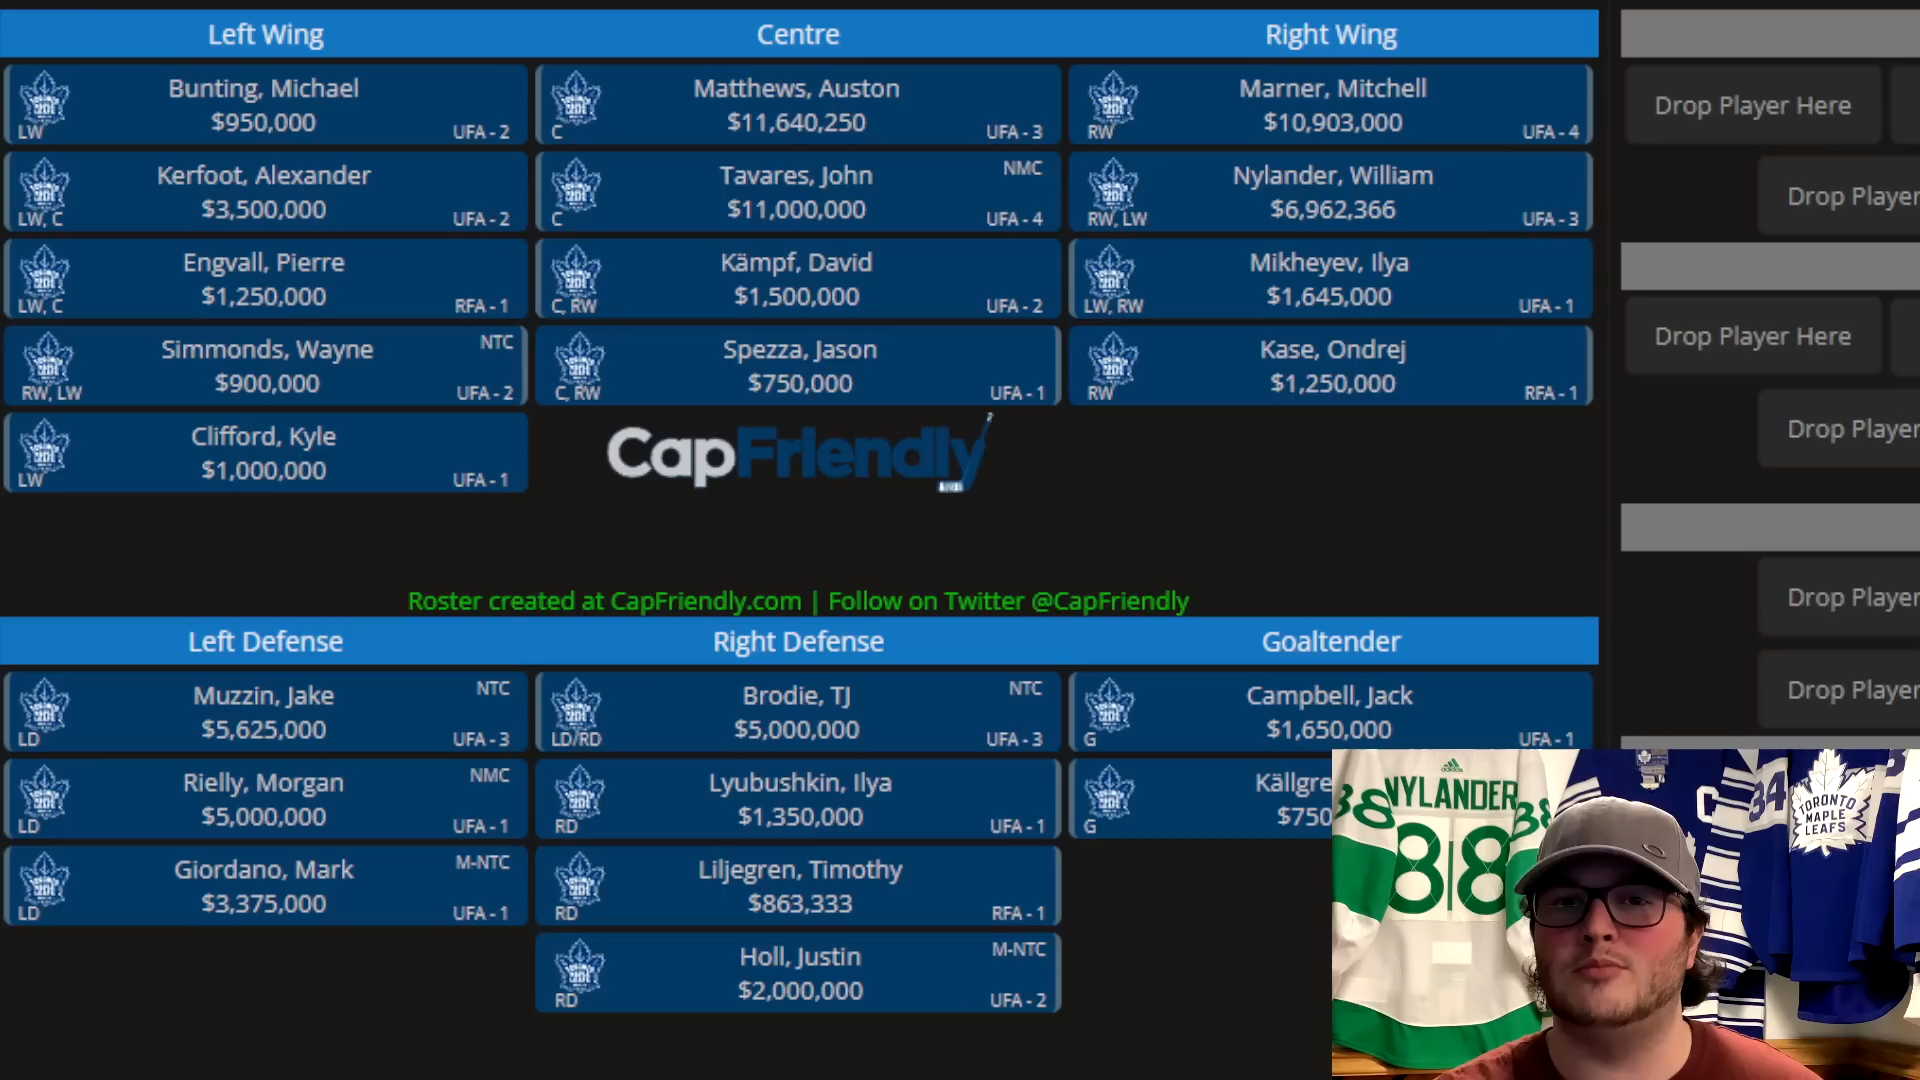 Left Wing
Centre
Right Wing
Bunting, Michael
$950,000
LW
UFA - 2
Matthews, Auston
$11,640,250
C
UFA - 3
Marner, Mitchell
$10,903,000
RW
UFA - 4
Drop Player Here
Kerfoot, Alexander
$3,500,000
LW, C
UFA - 2
Tavares, John
NMC
$11,000,000
C
UFA - 4
Nylander, William
$6,962,366
RW, LW
UFA - 3
Drop Player
Engvall, Pierre
$1,250,000
LW, C
RFA - 1
Kämpf, David
$1,500,000
C, RW
UFA - 2
Mikheyev, Ilya
$1,645,000
LW, RW
UFA - 1
Drop Player Here
Simmonds, Wayne
NTC
$900,000
RW, LW
UFA - 2
Spezza, Jason
$750,000
C, RW
UFA - 1
Kase, Ondrej
$1,250,000
RW
RFA - 1
Drop Player
Clifford, Kyle
$1,000,000
LW
UFA - 1
CapFriendly
Roster created at CapFriendly.com | Follow on Twitter @CapFriendly
Left Defense
Right Defense
Goaltender
Drop Player
Muzzin, Jake
NTC
$5,625,000
LD
UFA - 3
Brodie, TJ
NTC
$5,000,000
LD/RD
UFA - 3
Campbell, Jack
$1,650,000
G
UFA - 1
Drop Player
Rielly, Morgan
NMC
$5,000,000
LD
UFA - 1
Lyubushkin, Ilya
$1,350,000
RD
UFA - 1
Källgre
$750
G
Giordano, Mark
M-NTC
$3,375,000
LD
UFA - 1
Liljegren, Timothy
$863,333
RD
RFA - 1
Holl, Justin
M-NTC
$2,000,000
RD
UFA - 2
adidas
NYLANDER
88
88
38
C
34
TORONTO
MAPLE
LEAFS